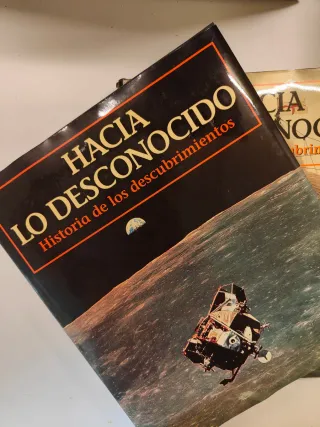 HACIA
LO DESCONOCIDO
Historia de los descubrimientos